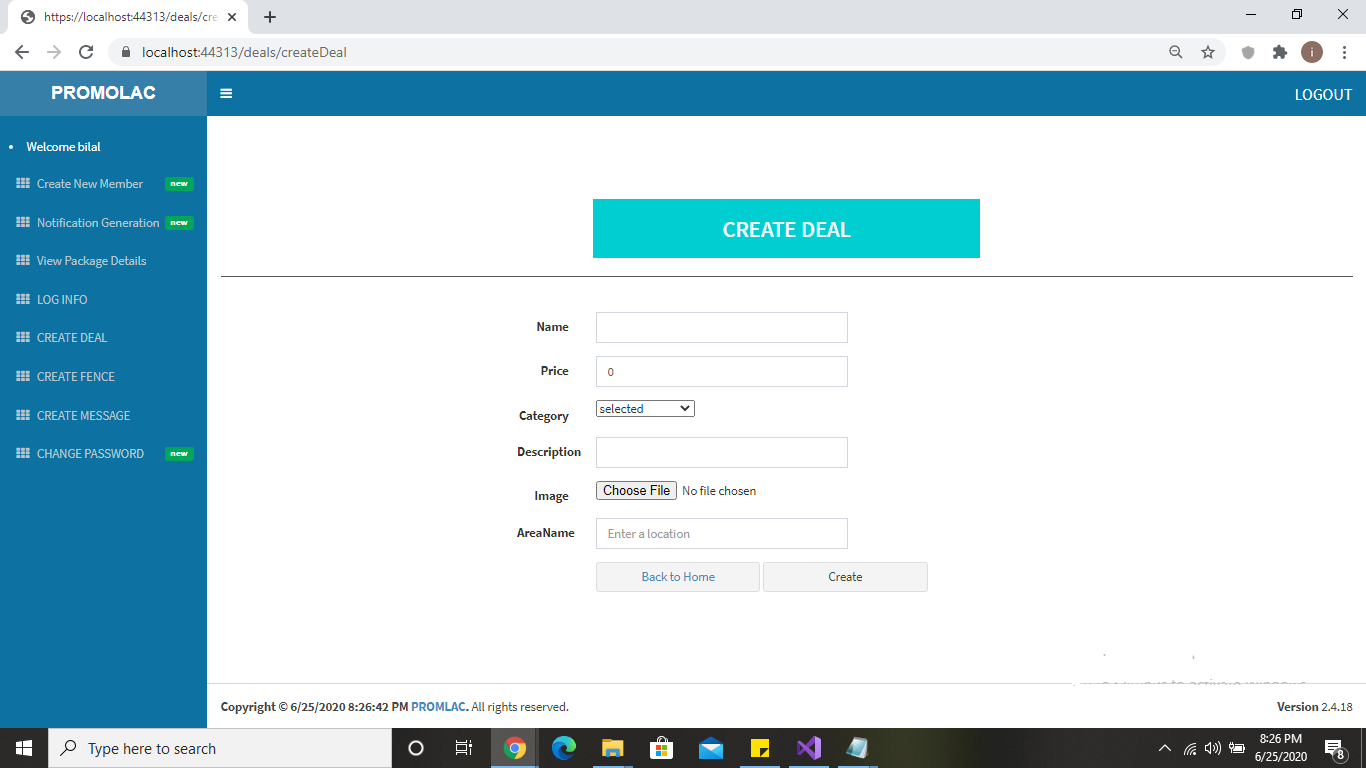 https://localhost:44313/deals/cre
localhost:44313/deals/createDeal
i
PROMOLAC
LOGOUT
Welcome bilal
Create New Member new
Notification Generation new
View Package Details
LOG INFO
CREATE DEAL
CREATE FENCE
CREATE MESSAGE
CHANGE PASSWORD new
CREATE DEAL
Name
Price 0
Category selected
Description
Image Choose File No file chosen
AreaName Enter a location
Back to Home Create
Copyright © 6/25/2020 8:26:42 PM PROMLAC. All rights reserved.
Version 2.4.18
Type here to search
8:26 PM
6/25/2020
8